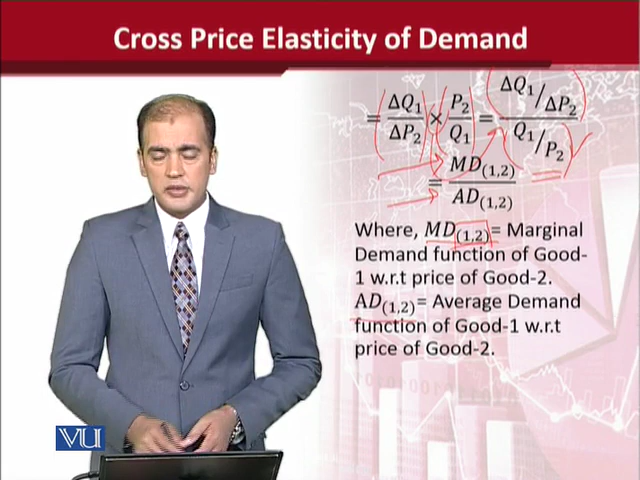 Cross Price Elasticity of Demand
= ΔQ₁/ΔP₂ × P₂/Q₁ = (ΔQ₁/ΔP₂)/(Q₁/P₂)
= MD₍₁,₂₎/AD₍₁,₂₎
Where, MD₍₁,₂₎= Marginal
Demand function of Good-
1 w.r.t price of Good-2.
AD₍₁,₂₎= Average Demand
function of Good-1 w.r.t
price of Good-2.
VU